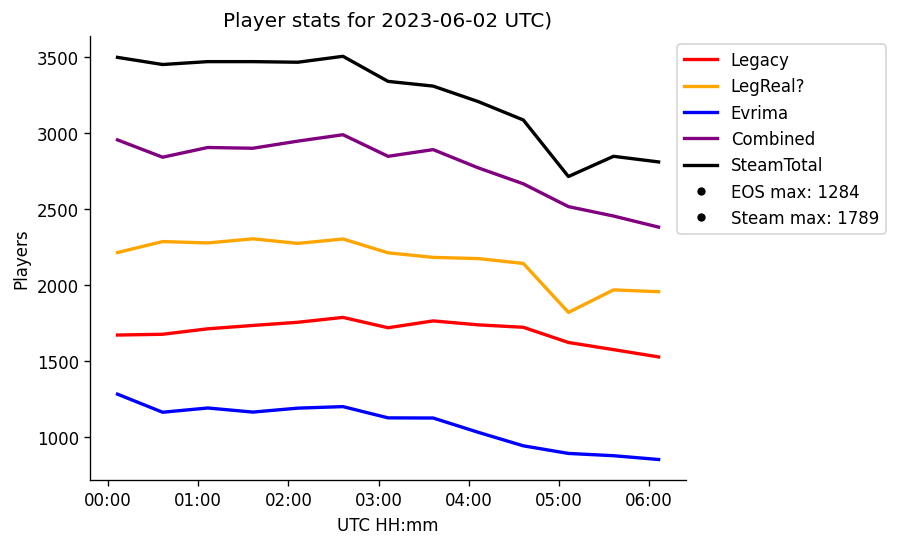 Player stats for 2023-06-02 UTC)
Players
3500
3000
2500
2000
1500
1000
00:00
01:00
02:00
03:00
04:00
05:00
06:00
UTC HH:mm
Legacy
LegReal?
Evrima
Combined
SteamTotal
EOS max: 1284
Steam max: 1789